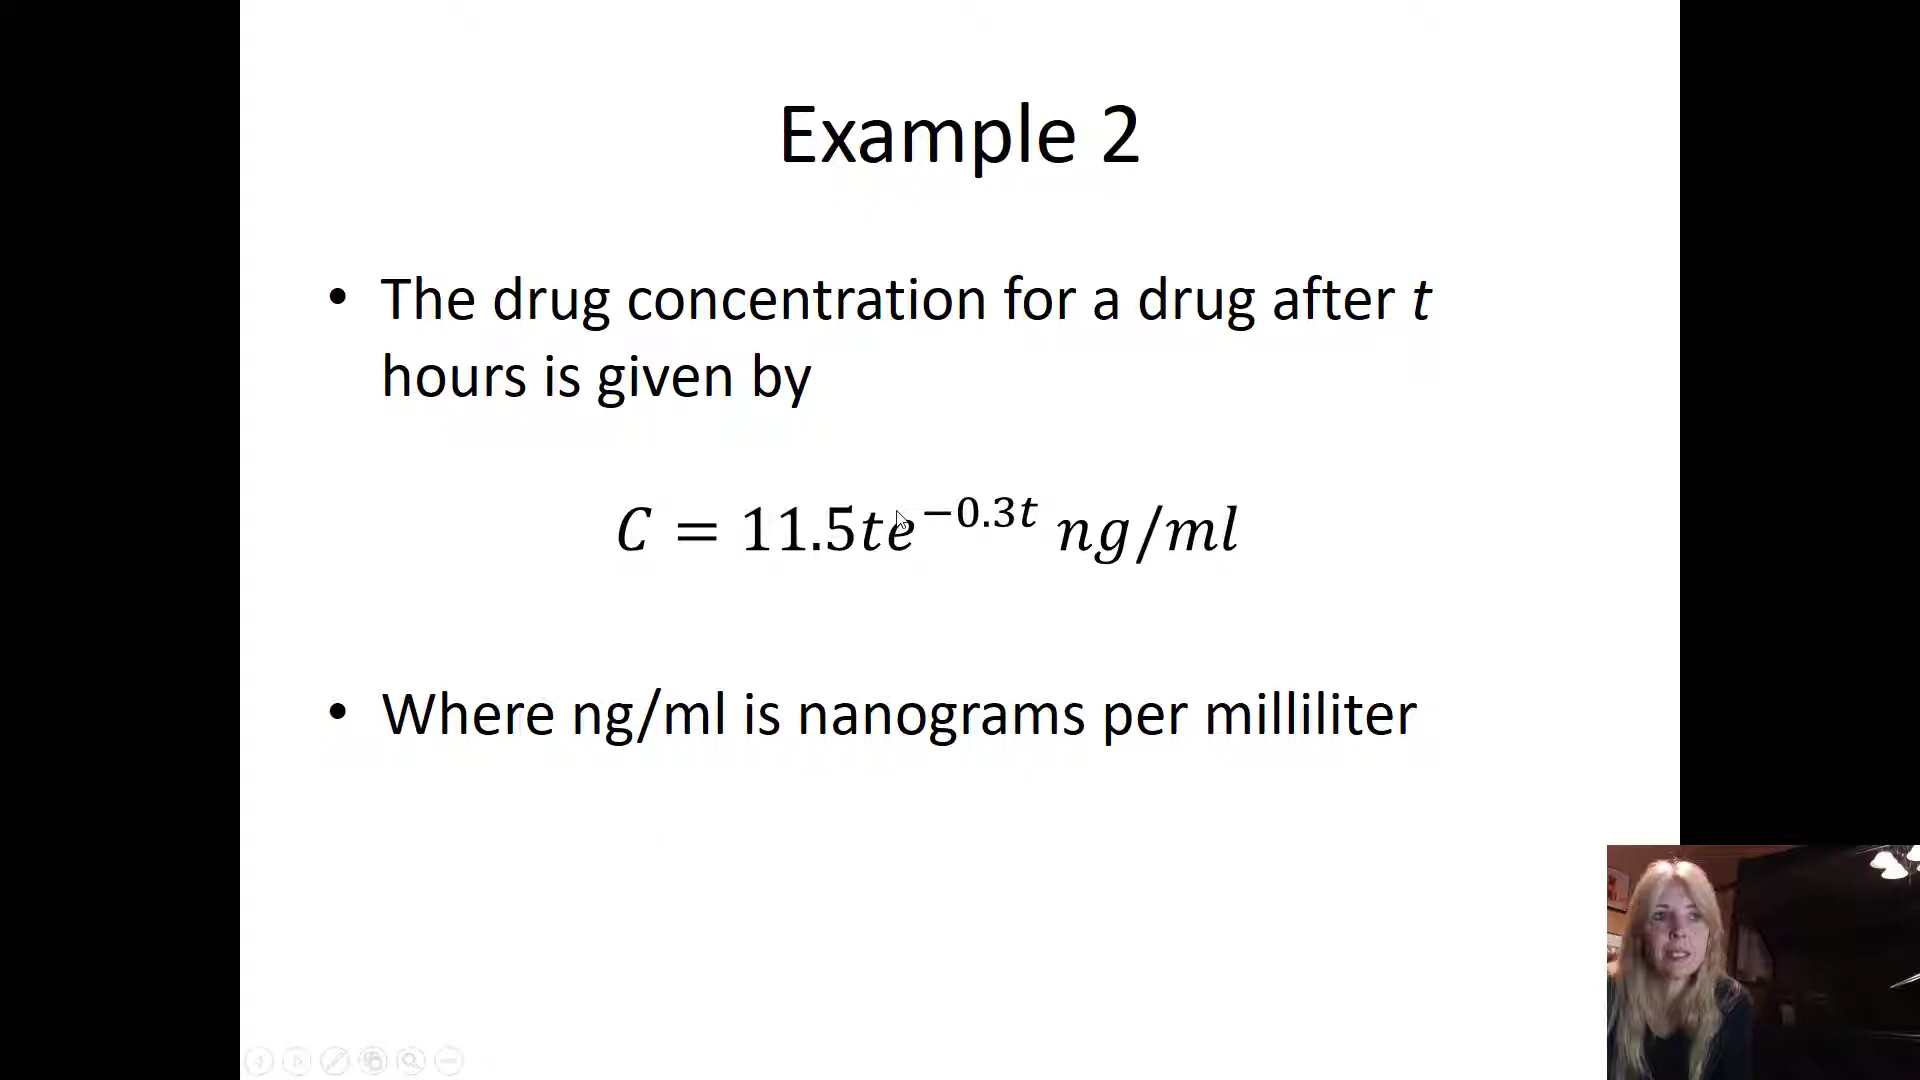 Example 2
• The drug concentration for a drug after t
hours is given by
C = 11.5te^{−0.3t} ng/ml
• Where ng/ml is nanograms per milliliter